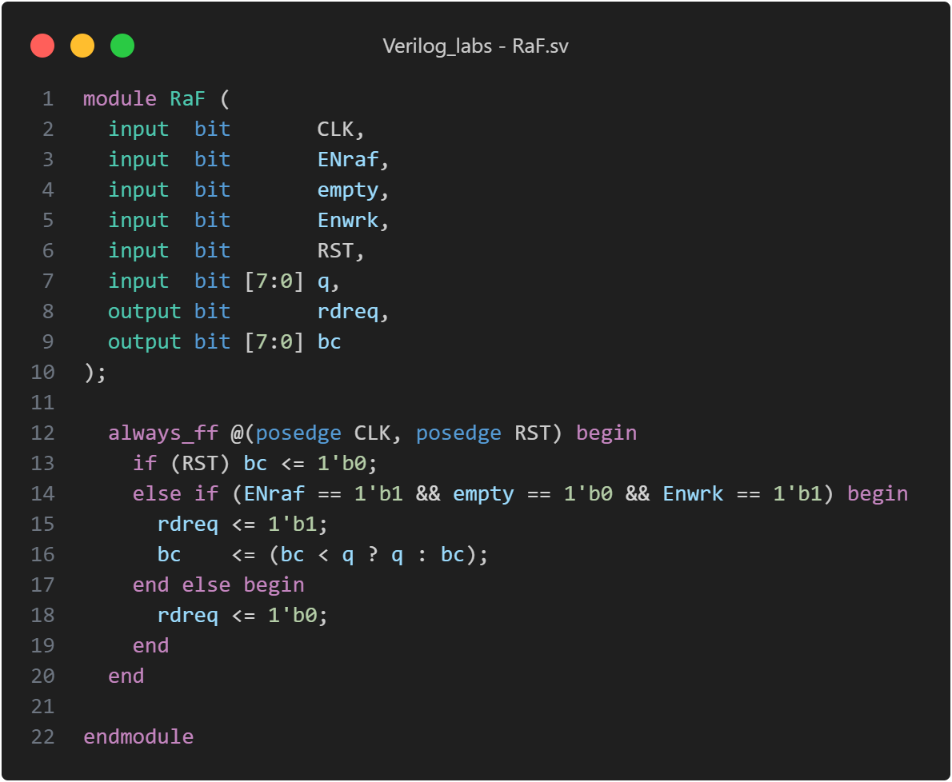 Verilog_labs - RaF.sv
1 module RaF (
2   input  bit       CLK,
3   input  bit       ENraf,
4   input  bit       empty,
5   input  bit       Enwrk,
6   input  bit       RST,
7   input  bit [7:0] q,
8   output bit       rdreq,
9   output bit [7:0] bc
10 );
11
12   always_ff @(posedge CLK, posedge RST) begin
13     if (RST) bc <= 1'b0;
14     else if (ENraf == 1'b1 && empty == 1'b0 && Enwrk == 1'b1) begin
15       rdreq <= 1'b1;
16       bc    <= (bc < q ? q : bc);
17     end else begin
18       rdreq <= 1'b0;
19     end
20   end
21
22 endmodule